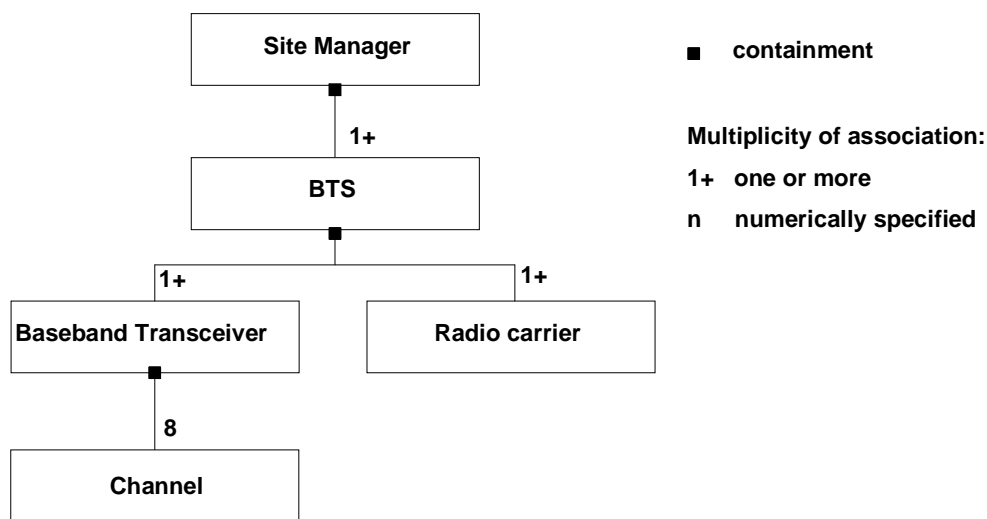 Site Manager
containment
1+
Multiplicity of association:
1+ one or more
n numerically specified
BTS
1+
1+
Baseband Transceiver
Radio carrier
8
Channel